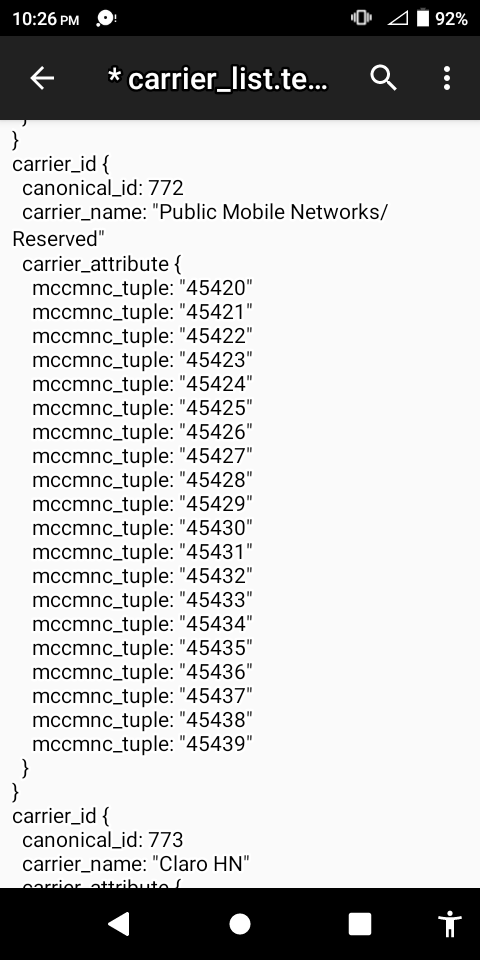 10:26 PM 92%
* carrier_list.te...
}
}
carrier_id {
canonical_id: 772
carrier_name: "Public Mobile Networks/
Reserved"
carrier_attribute {
mccmnc_tuple: "45420"
mccmnc_tuple: "45421"
mccmnc_tuple: "45422"
mccmnc_tuple: "45423"
mccmnc_tuple: "45424"
mccmnc_tuple: "45425"
mccmnc_tuple: "45426"
mccmnc_tuple: "45427"
mccmnc_tuple: "45428"
mccmnc_tuple: "45429"
mccmnc_tuple: "45430"
mccmnc_tuple: "45431"
mccmnc_tuple: "45432"
mccmnc_tuple: "45433"
mccmnc_tuple: "45434"
mccmnc_tuple: "45435"
mccmnc_tuple: "45436"
mccmnc_tuple: "45437"
mccmnc_tuple: "45438"
mccmnc_tuple: "45439"
}
}
carrier_id {
canonical_id: 773
carrier_name: "Claro HN"
carrier_attribute {